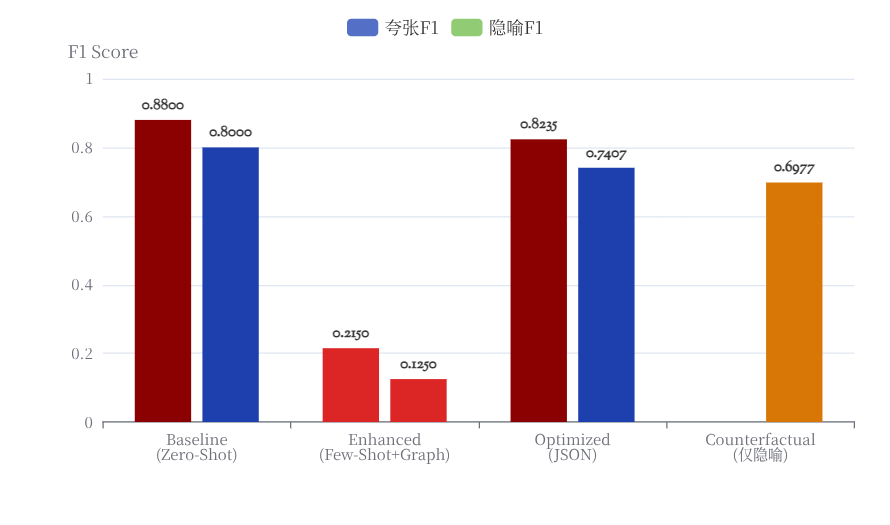 夸张F1 隐喻F1
F1 Score
1
0.8
0.6
0.4
0.2
0
0.8800
0.8000
0.2150
0.1250
0.8235
0.7407
0.6977
Baseline
(Zero-Shot)
Enhanced
(Few-Shot+Graph)
Optimized
(JSON)
Counterfactual
(仅隐喻)